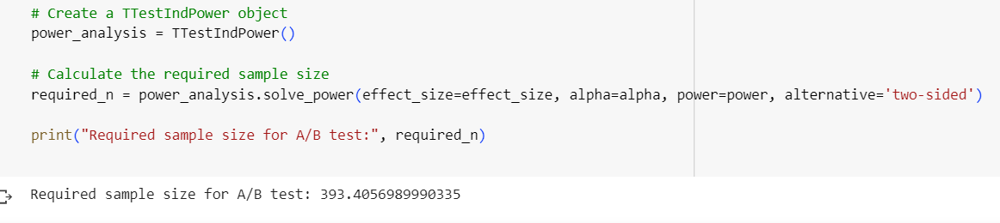 # Create a TTestIndPower object
power_analysis = TTestIndPower()
# Calculate the required sample size
required_n = power_analysis.solve_power(effect_size=effect_size, alpha=alpha, power=power, alternative='two-sided')
print("Required sample size for A/B test:", required_n)
Required sample size for A/B test: 393.4056989990335